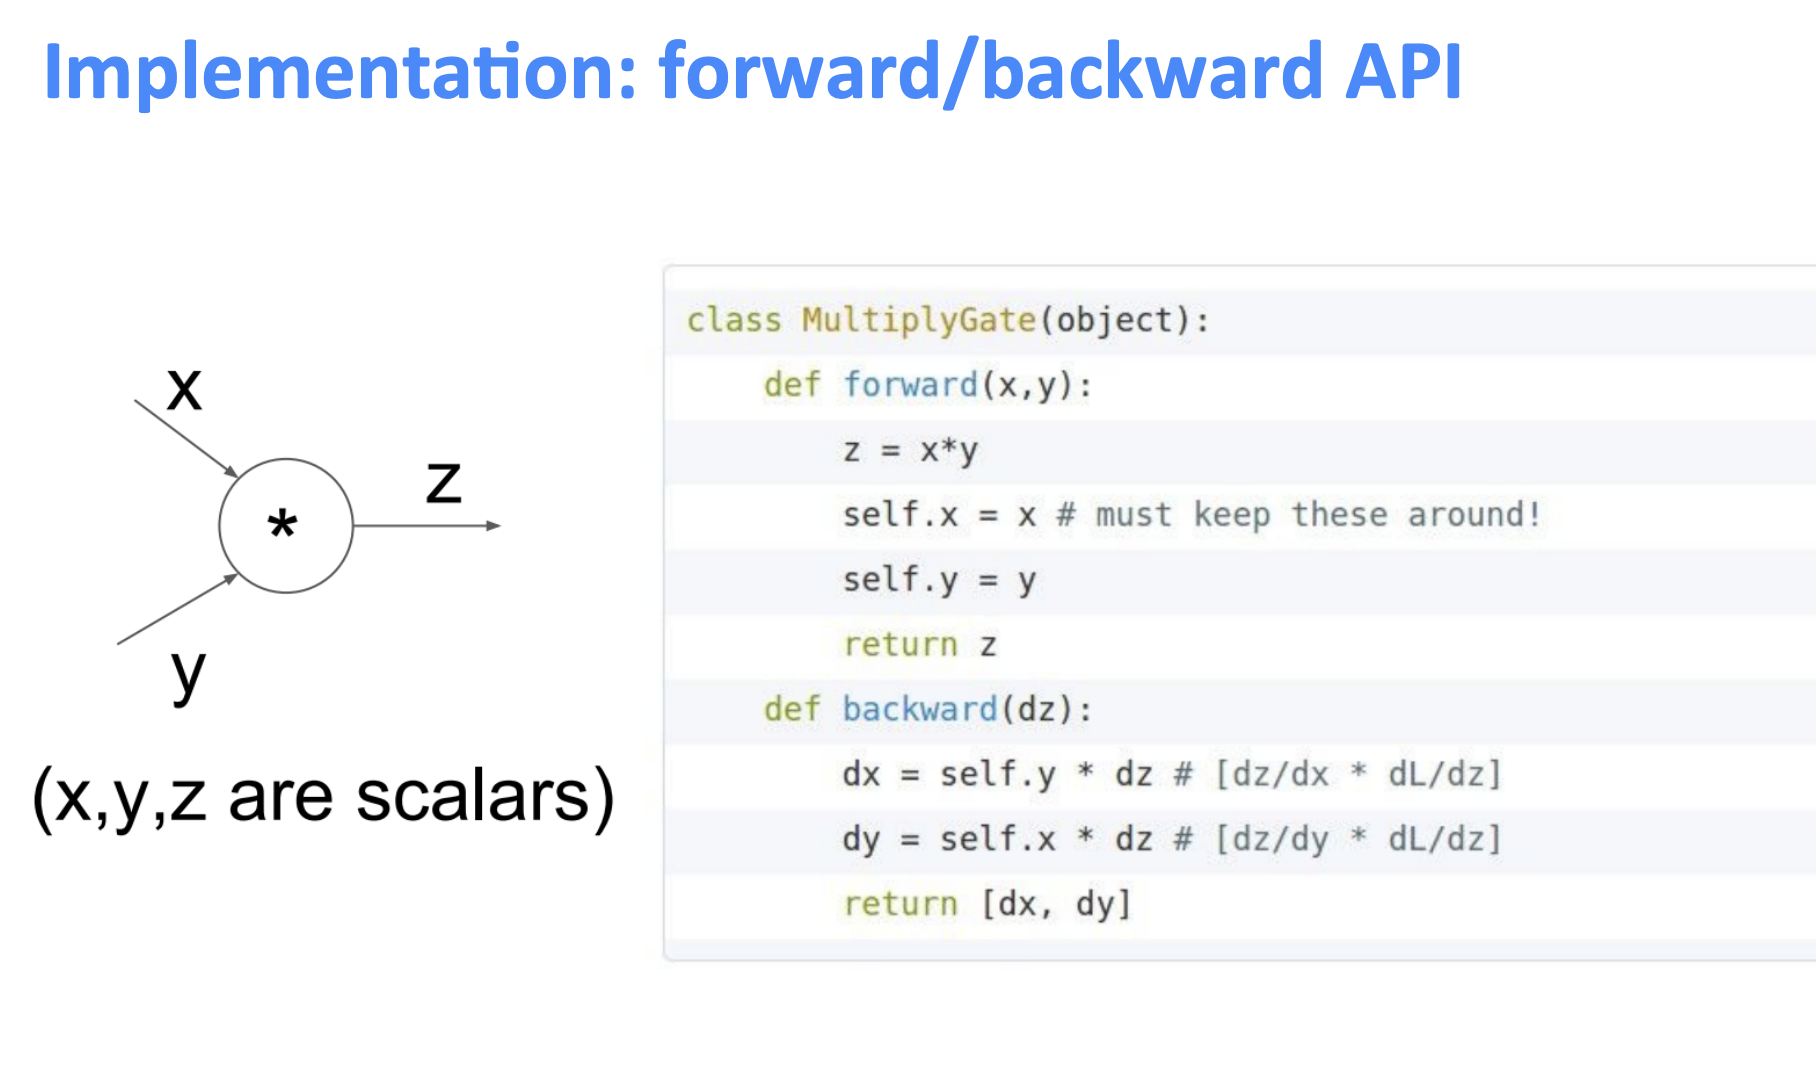 Implementation: forward/backward API
x
*
z
y
(x,y,z are scalars)
class MultiplyGate(object):
    def forward(x,y):
        z = x*y
        self.x = x # must keep these around!
        self.y = y
        return z
    def backward(dz):
        dx = self.y * dz # [dz/dx * dL/dz]
        dy = self.x * dz # [dz/dy * dL/dz]
        return [dx, dy]